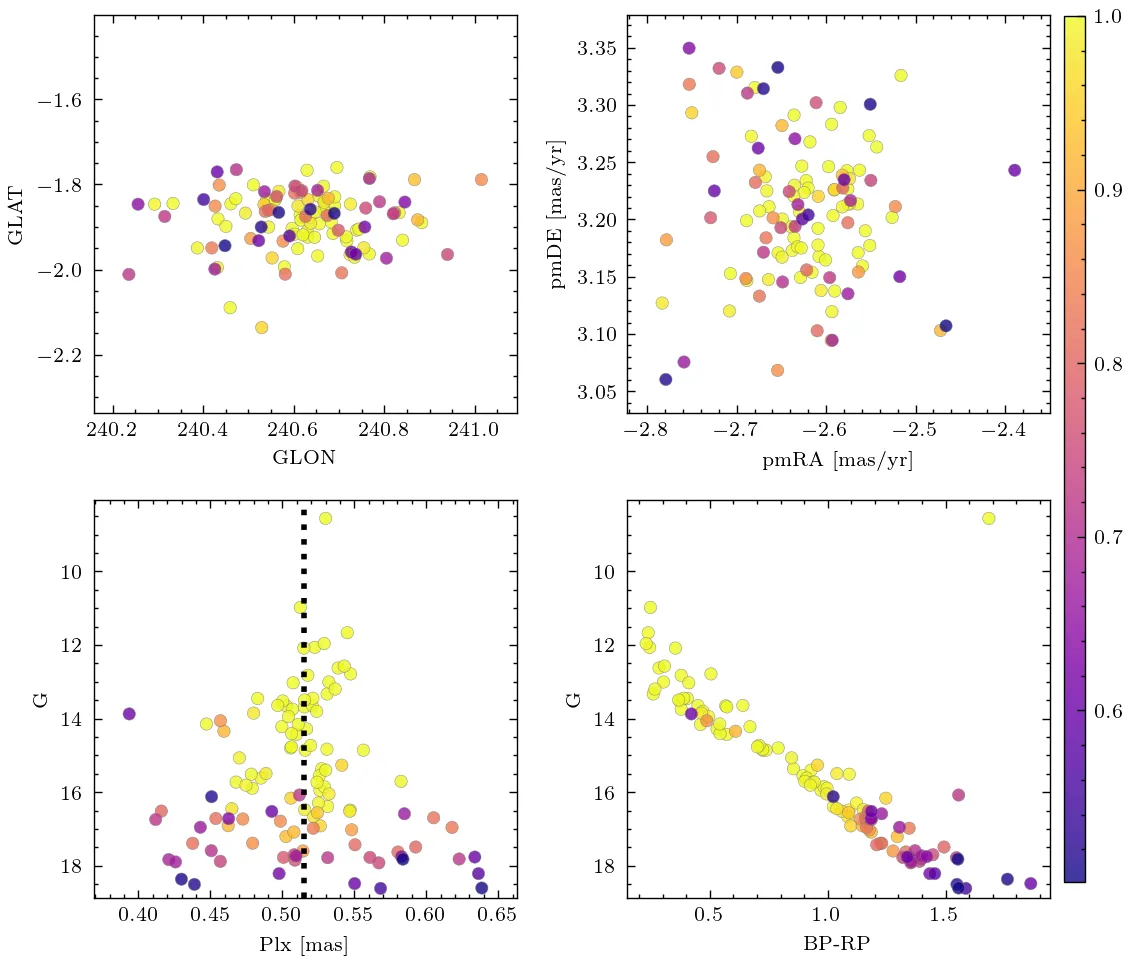 3.35
3.30
3.25
3.20
3.15
3.10
3.05
pmDE [mas/yr]
−1.6
−1.8
−2.0
−2.2
GLAT
240.2 240.4 240.6 240.8 241.0
GLON
−2.8 −2.7 −2.6 −2.5 −2.4
pmRA [mas/yr]
1.0
0.9
0.8
0.7
0.6
10
12
14
16
18
G
0.40 0.45 0.50 0.55 0.60 0.65
Plx [mas]
10
12
14
16
18
G
0.5 1.0 1.5
BP-RP